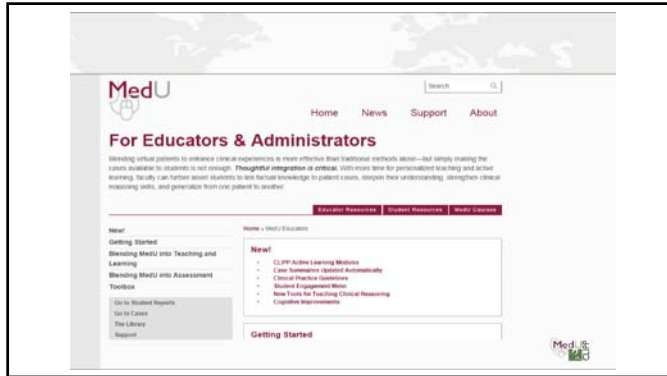 MedU
Search
Home News Support About
For Educators & Administrators
Blending virtual patients to enhance clinical experiences is more effective than traditional methods alone—but simply making the
cases available to students is not enough. Thoughtful integration is critical. With more time for personalized teaching and active
learning, faculty can further assist students to link factual knowledge to patient cases, deepen their understanding, strengthen clinical
reasoning skills, and generalize from one patient to another.
Educator Resources Student Resources MedU Courses
Home » MedU Educators
New!
Getting Started
Blending MedU into Teaching and
Learning
Blending MedU into Assessment
Toolbox
Go to Student Reports
Go to Cases
The Library
Support
New!
CLIPP Active Learning Modules
Case Summaries Updated Automatically
Clinical Practice Guidelines
Student Engagement Meter
New Tools for Teaching Clinical Reasoning
Cognitive Improvements
Getting Started
MedU